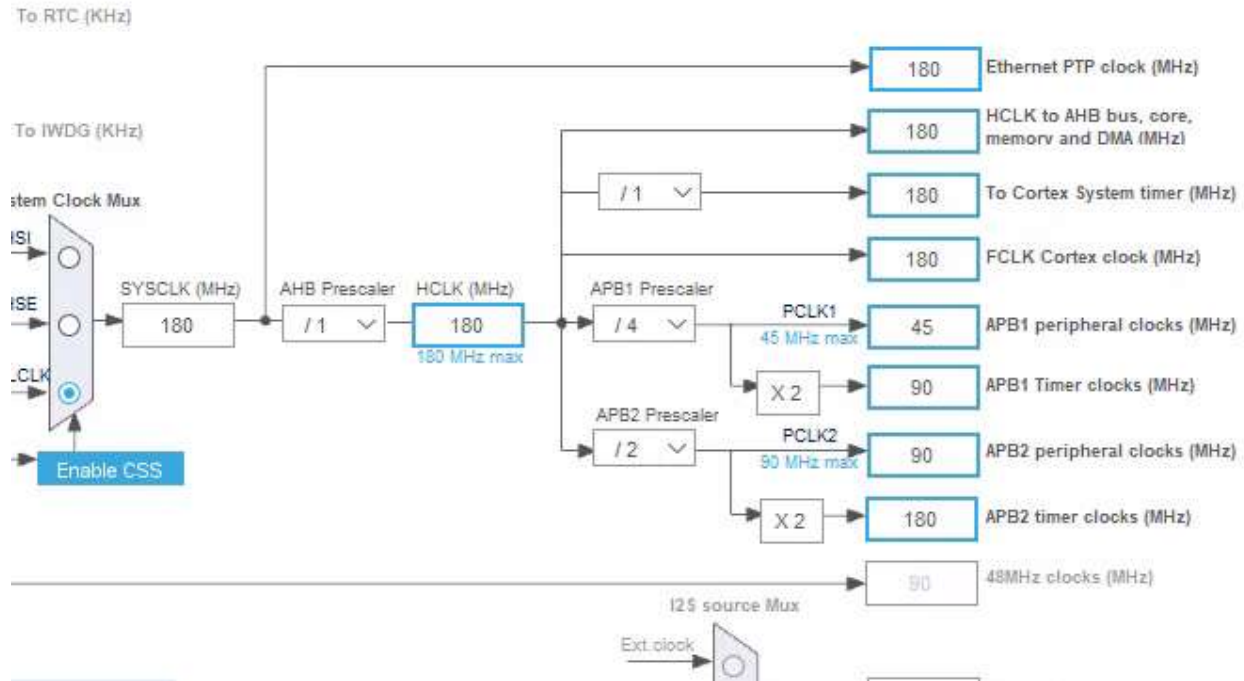 To RTC (KHz)
180
Ethernet PTP clock (MHz)
To IWDG (KHz)
180
HCLK to AHB bus, core,
memory and DMA (MHz)
/ 1
180
To Cortex System timer (MHz)
stem Clock Mux
HSI
180
FCLK Cortex clock (MHz)
SYSCLK (MHz)
AHB Prescaler
HCLK (MHz)
APB1 Prescaler
HSE
180
/ 1
180
/ 4
PCLK1
45
APB1 peripheral clocks (MHz)
180 MHz max
45 MHz max
LCLK
X 2
90
APB1 Timer clocks (MHz)
APB2 Prescaler
/ 2
PCLK2
90
APB2 peripheral clocks (MHz)
90 MHz max
Enable CSS
X 2
180
APB2 timer clocks (MHz)
90
48MHz clocks (MHz)
I2S source Mux
Ext.clock